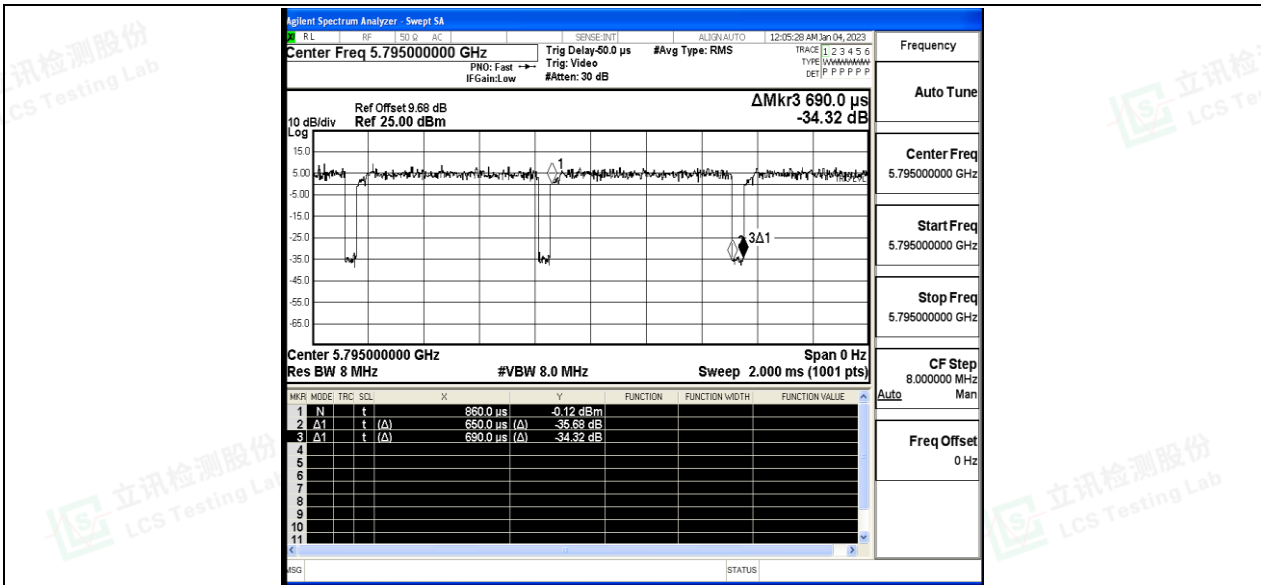 Agilent Spectrum Analyzer - Swept SA
RL RF 50 Ω AC SENSE:INT ALIGNAUTO 12:05:28 AM Jan 04, 2023
Center Freq 5.795000000 GHz Trig Delay-50.0 µs #Avg Type: RMS TRACE 1 2 3 4 5 6
PNO: Fast Trig: Video TYPE
IFGain:Low #Atten: 30 dB DET P P P P P P
Ref Offset 9.68 dB ΔMkr3 690.0 µs
10 dB/div Ref 25.00 dBm -34.32 dB
Log
15.0
5.00
-5.00
-15.0
-25.0
-35.0
-45.0
-55.0
-65.0
1
3Δ1
Center 5.795000000 GHz Span 0 Hz
Res BW 8 MHz #VBW 8.0 MHz Sweep 2.000 ms (1001 pts)
MKR MODE TRC SCL X Y FUNCTION FUNCTION WIDTH FUNCTION VALUE
1 N t 860.0 µs -0.12 dBm
2 Δ1 t (Δ) 650.0 µs (Δ) -35.68 dB
3 Δ1 t (Δ) 690.0 µs (Δ) -34.32 dB
4
5
6
7
8
9
10
11
MSG STATUS
Frequency
Auto Tune
Center Freq
5.795000000 GHz
Start Freq
5.795000000 GHz
Stop Freq
5.795000000 GHz
CF Step
8.000000 MHz
Auto Man
Freq Offset
0 Hz
立讯检测股份
LCS Testing Lab